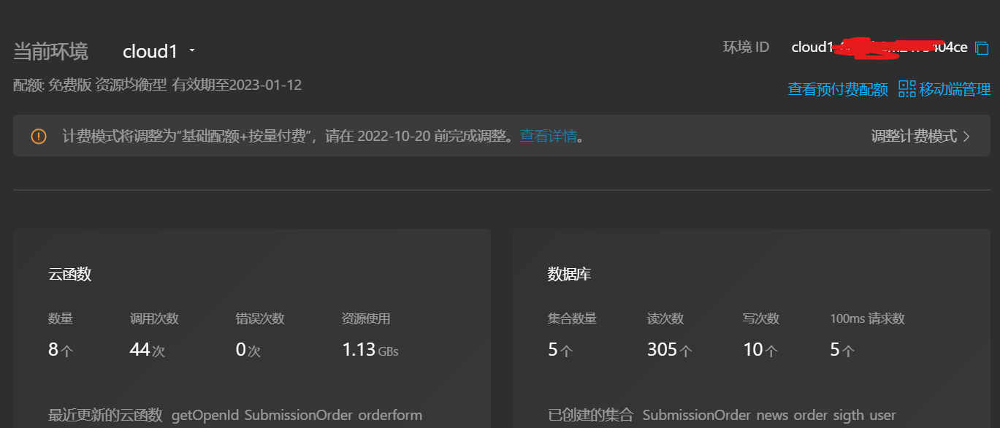 当前环境 cloud1 环境 ID cloud1- 404ce
配额: 免费版 资源均衡型 有效期至2023-01-12 查看预付费配额 移动端管理
计费模式将调整为“基础配额+按量付费”，请在 2022-10-20 前完成调整。查看详情。 调整计费模式
云函数
数量 调用次数 错误次数 资源使用
8个 44次 0次 1.13 GBs
最近更新的云函数 getOpenId SubmissionOrder orderform
数据库
集合数量 读次数 写次数 100ms 请求数
5个 305个 10个 5个
已创建的集合 SubmissionOrder news order sigth user